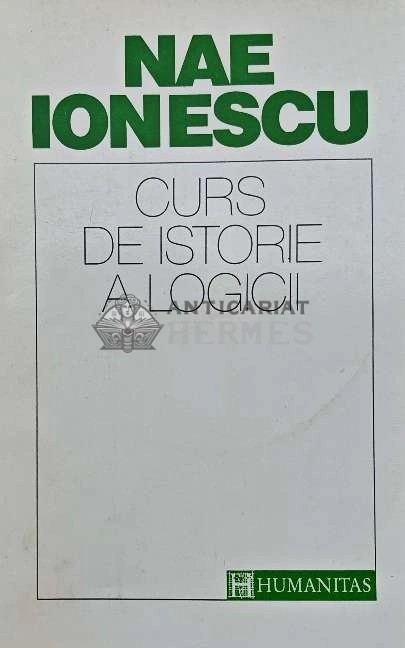 NAE
IONESCU
CURS
DE ISTORIE
A LOGICII
ANTICARIAT
HERMES
H HUMANITAS